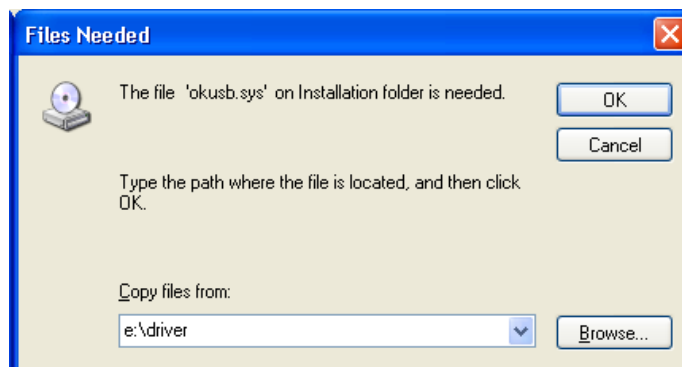 Files Needed
The file 'okusb.sys' on Installation folder is needed.
OK
Cancel
Type the path where the file is located, and then click
OK.
Copy files from:
e:\driver
Browse...